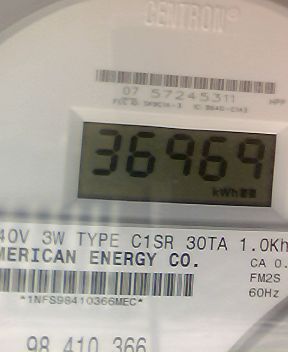 CENTRON®
07 57245311
HPP
36969
kWh
40V 3W TYPE C1SR 30TA 1.0Kh
MERICAN ENERGY CO.
CA 0.
FM2S
60Hz
*1NFS98410366MEC*
98 410 366